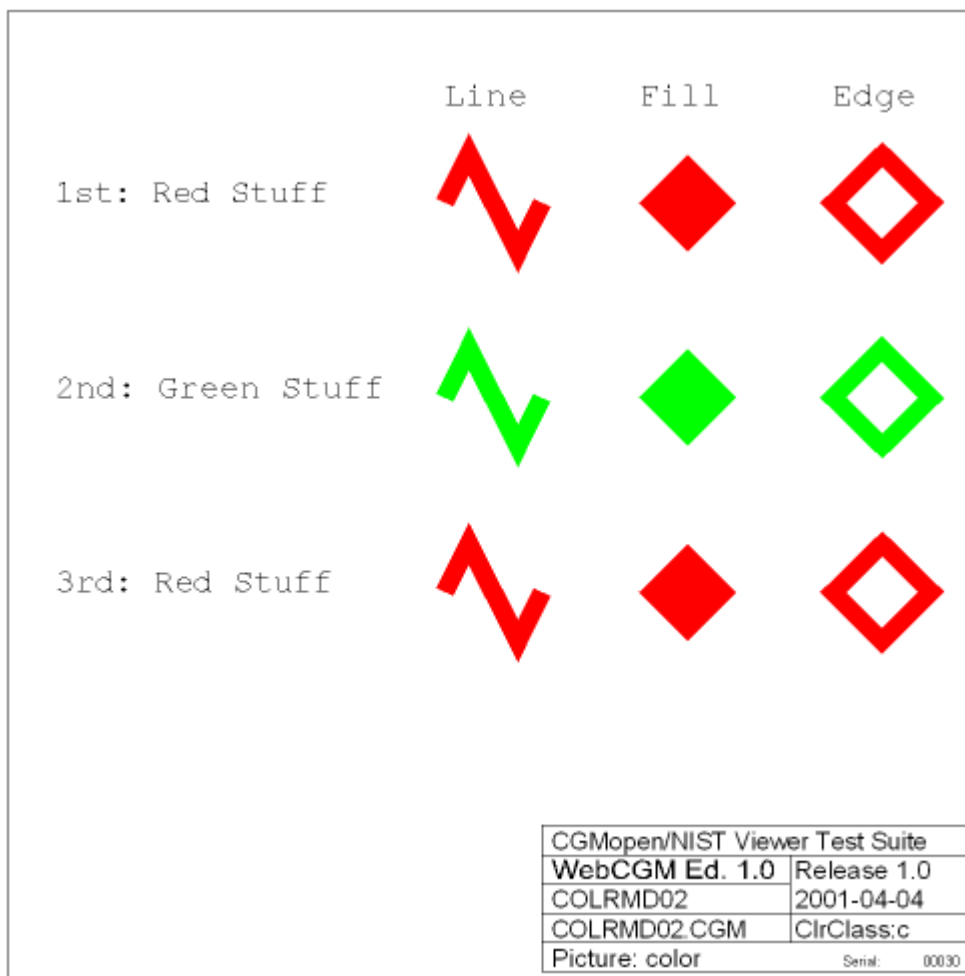 Line Fill Edge
1st: Red Stuff
2nd: Green Stuff
3rd: Red Stuff
CGMopen/NIST Viewer Test Suite
WebCGM Ed. 1.0 Release 1.0
COLRMD02 2001-04-04
COLRMD02.CGM ClrClass:c
Picture: color Serial: 00030